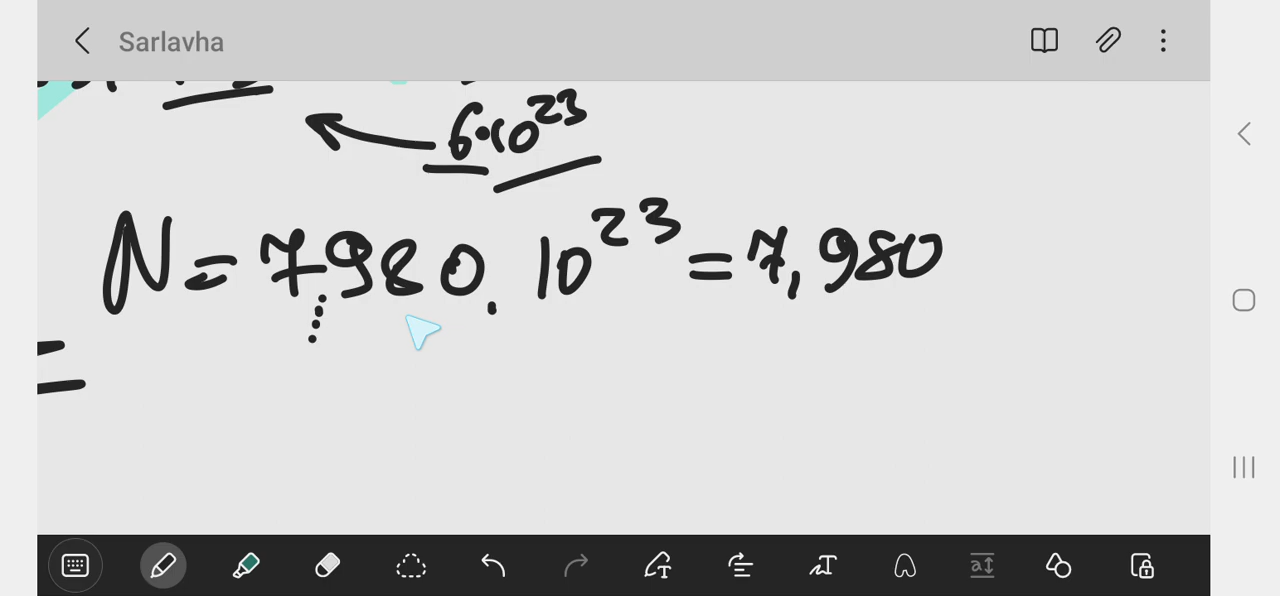 Sarlavha
6·10²³
N = 7980 . 10²³ = 7,980
=